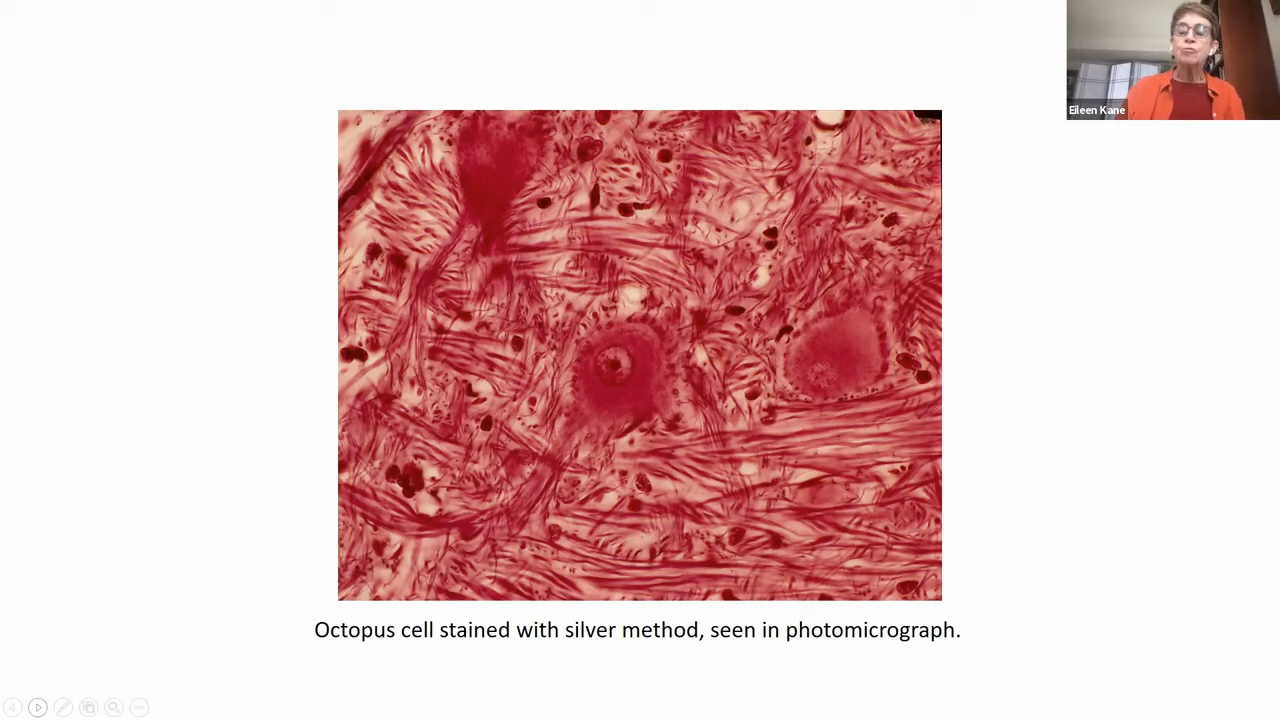 Eileen Kane
Octopus cell stained with silver method, seen in photomicrograph.